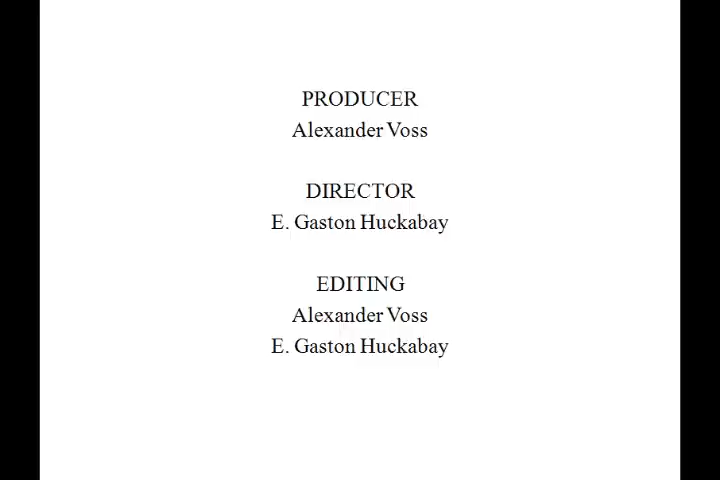 PRODUCER
Alexander Voss
DIRECTOR
E. Gaston Huckabay
EDITING
Alexander Voss
E. Gaston Huckabay